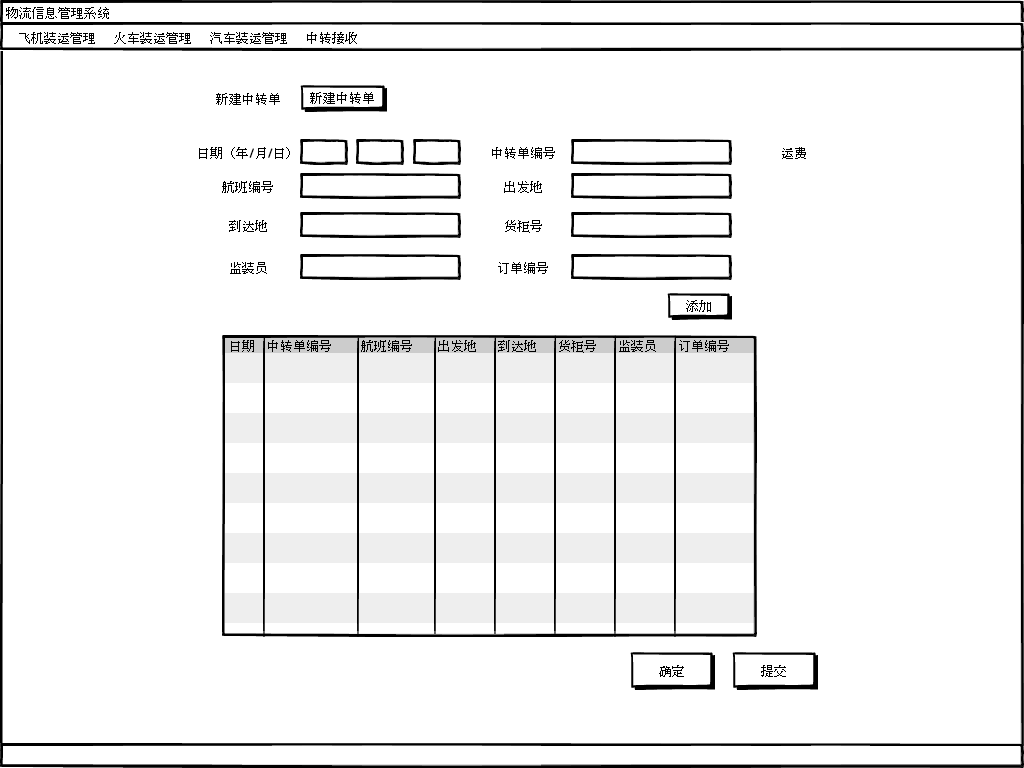 物流信息管理系统
飞机装运管理 火车装运管理 汽车装运管理 中转接收
新建中转单 新建中转单
日期（年/月/日） 中转单编号 运费
航班编号 出发地
到达地 货柜号
监装员 订单编号
添加
日期 中转单编号 航班编号 出发地 到达地 货柜号 监装员 订单编号
确定 提交